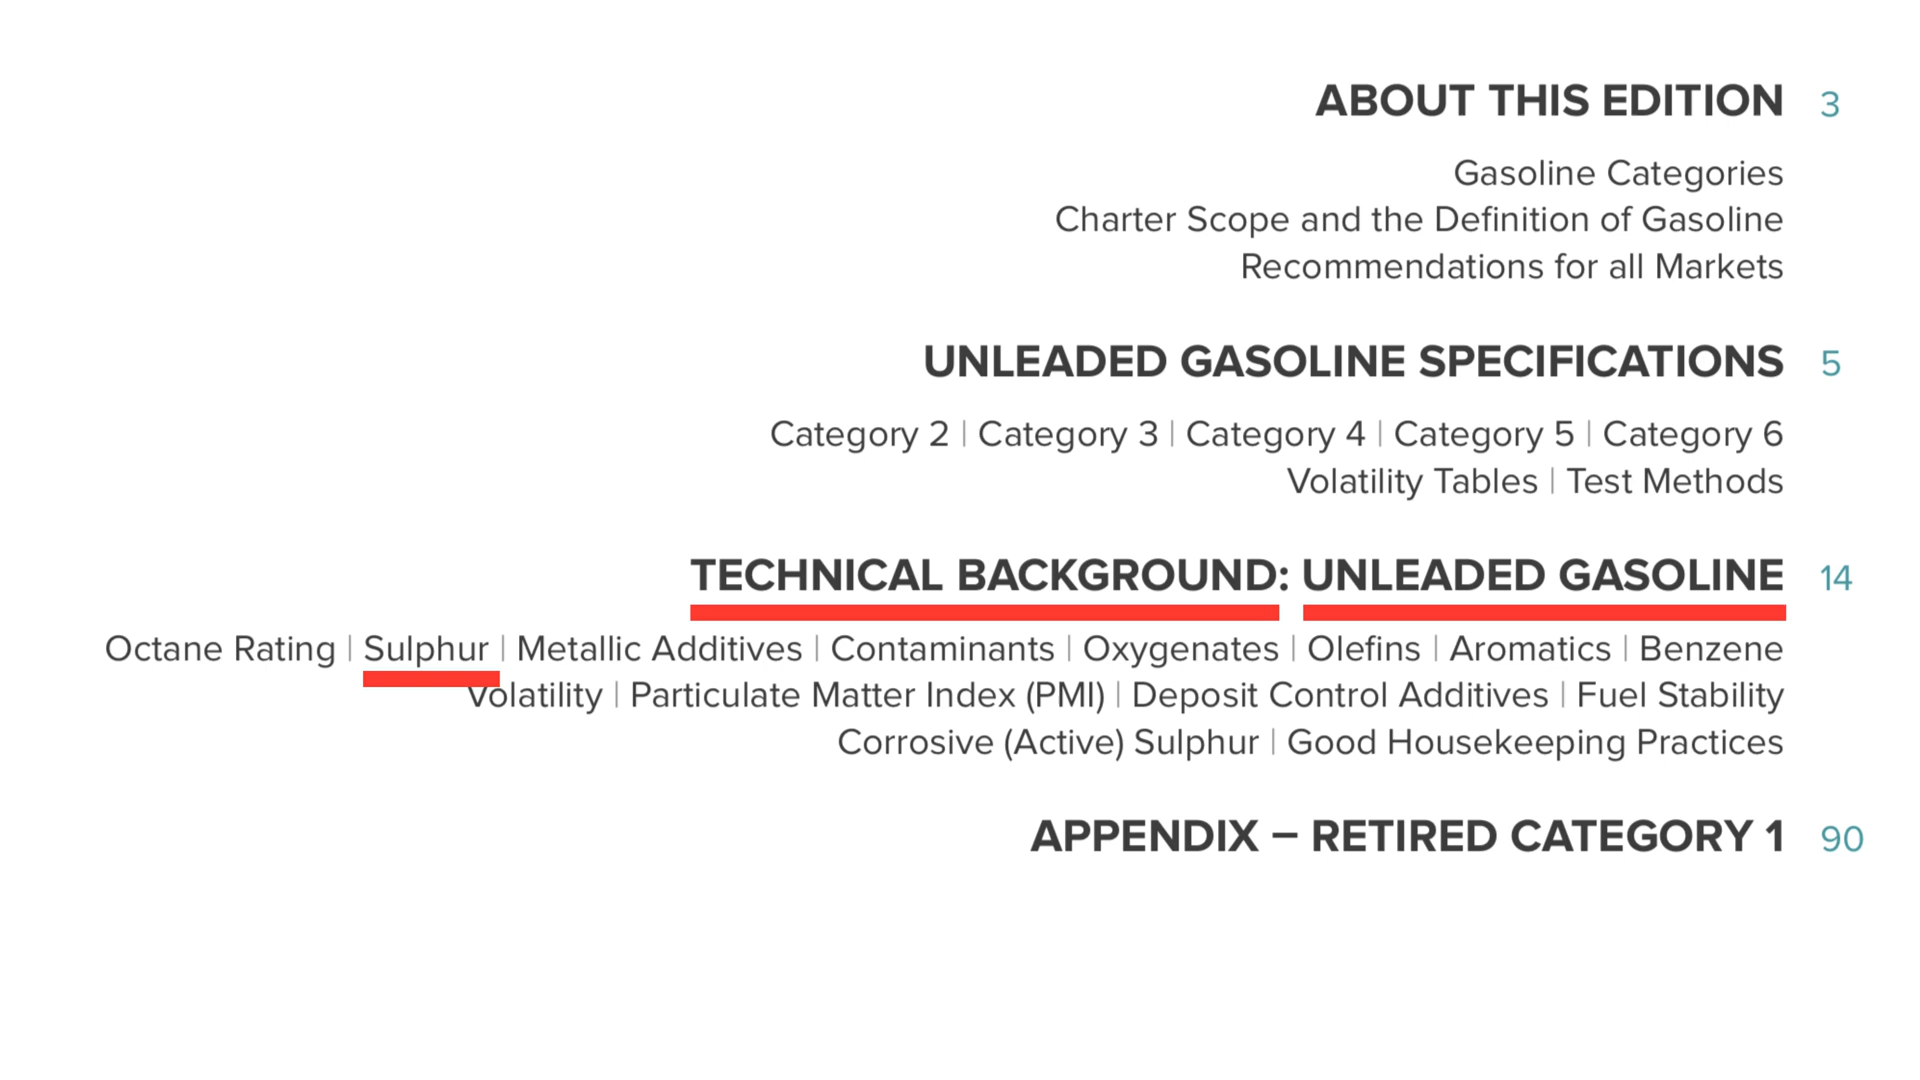 ABOUT THIS EDITION 3
Gasoline Categories
Charter Scope and the Definition of Gasoline
Recommendations for all Markets
UNLEADED GASOLINE SPECIFICATIONS 5
Category 2 | Category 3 | Category 4 | Category 5 | Category 6
Volatility Tables | Test Methods
TECHNICAL BACKGROUND: UNLEADED GASOLINE 14
Octane Rating | Sulphur | Metallic Additives | Contaminants | Oxygenates | Olefins | Aromatics | Benzene
Volatility | Particulate Matter Index (PMI) | Deposit Control Additives | Fuel Stability
Corrosive (Active) Sulphur | Good Housekeeping Practices
APPENDIX – RETIRED CATEGORY 1 90